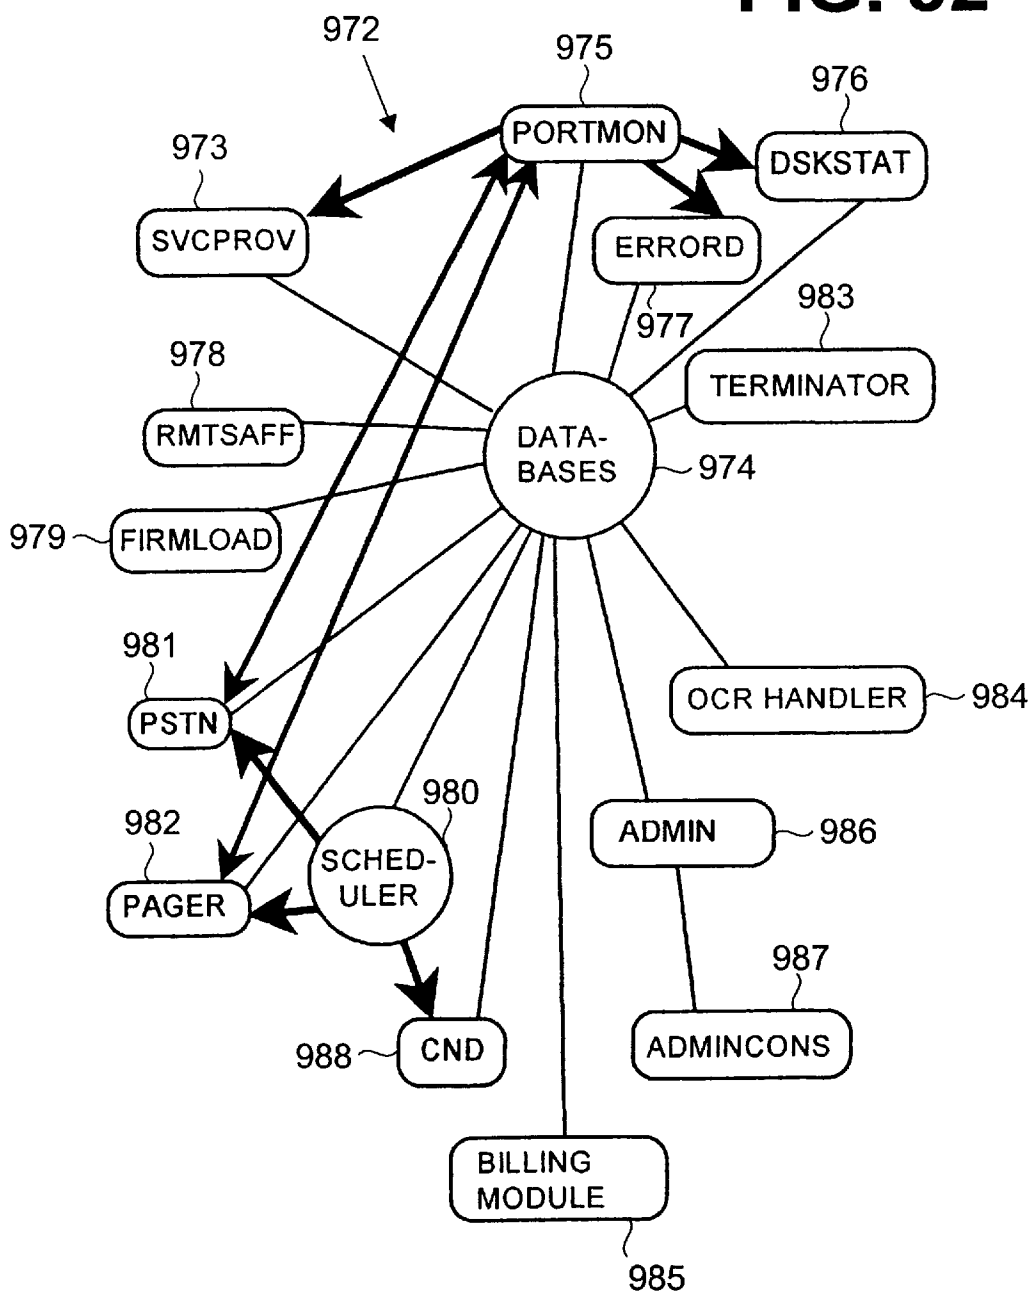 972
975
976
PORTMON
973
DSKSTAT
SVCPROV
ERRORD
983
977
978
TERMINATOR
RMTSAFF
DATA-
BASES
974
979
FIRMLOAD
981
OCR HANDLER
984
PSTN
980
982
ADMIN
986
SCHED-
ULER
PAGER
987
988
CND
ADMINCONS
BILLING
MODULE
985